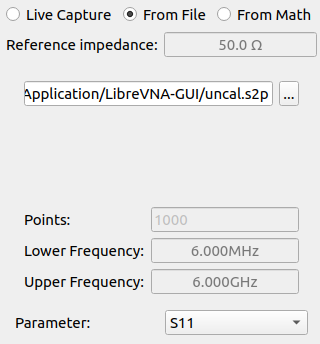 Live Capture From File From Math
Reference impedance: 50.0 Ω
Application/LibreVNA-GUI/uncal.s2p ...
Points: 1000
Lower Frequency: 6.000MHz
Upper Frequency: 6.000GHz
Parameter: S11